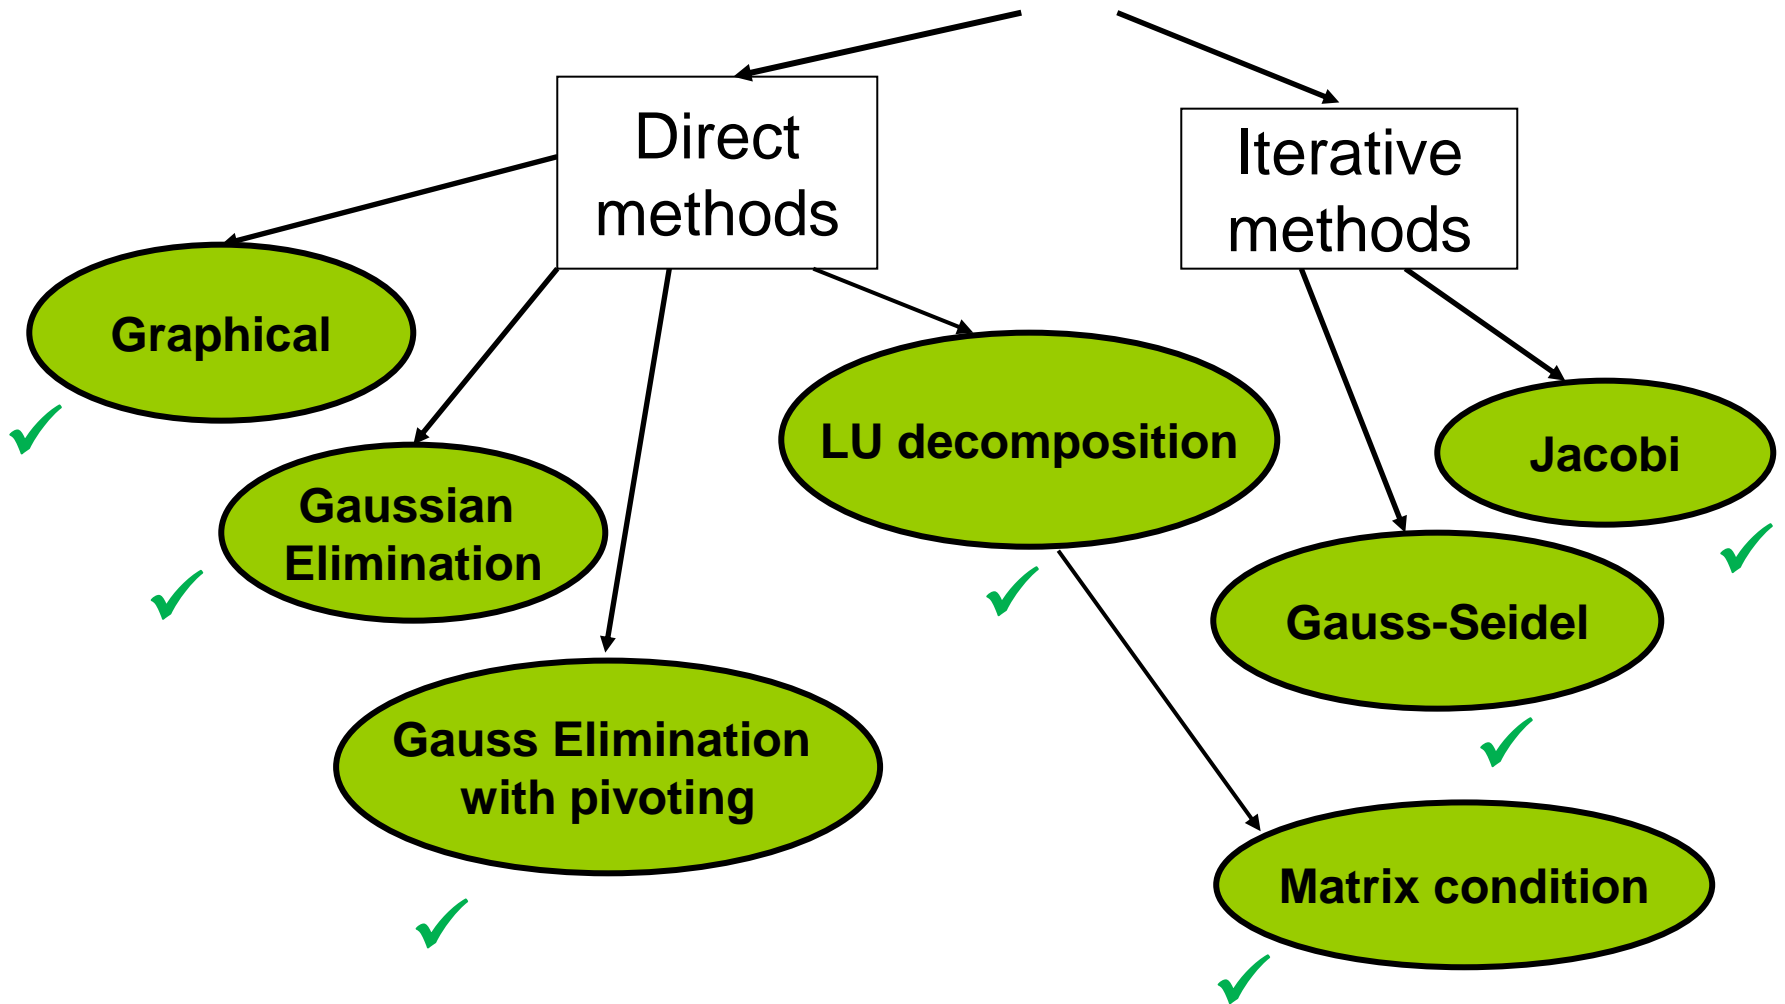 Direct
methods
Iterative
methods
Graphical
LU decomposition
Jacobi
Gaussian
Elimination
Gauss-Seidel
Gauss Elimination
with pivoting
Matrix condition